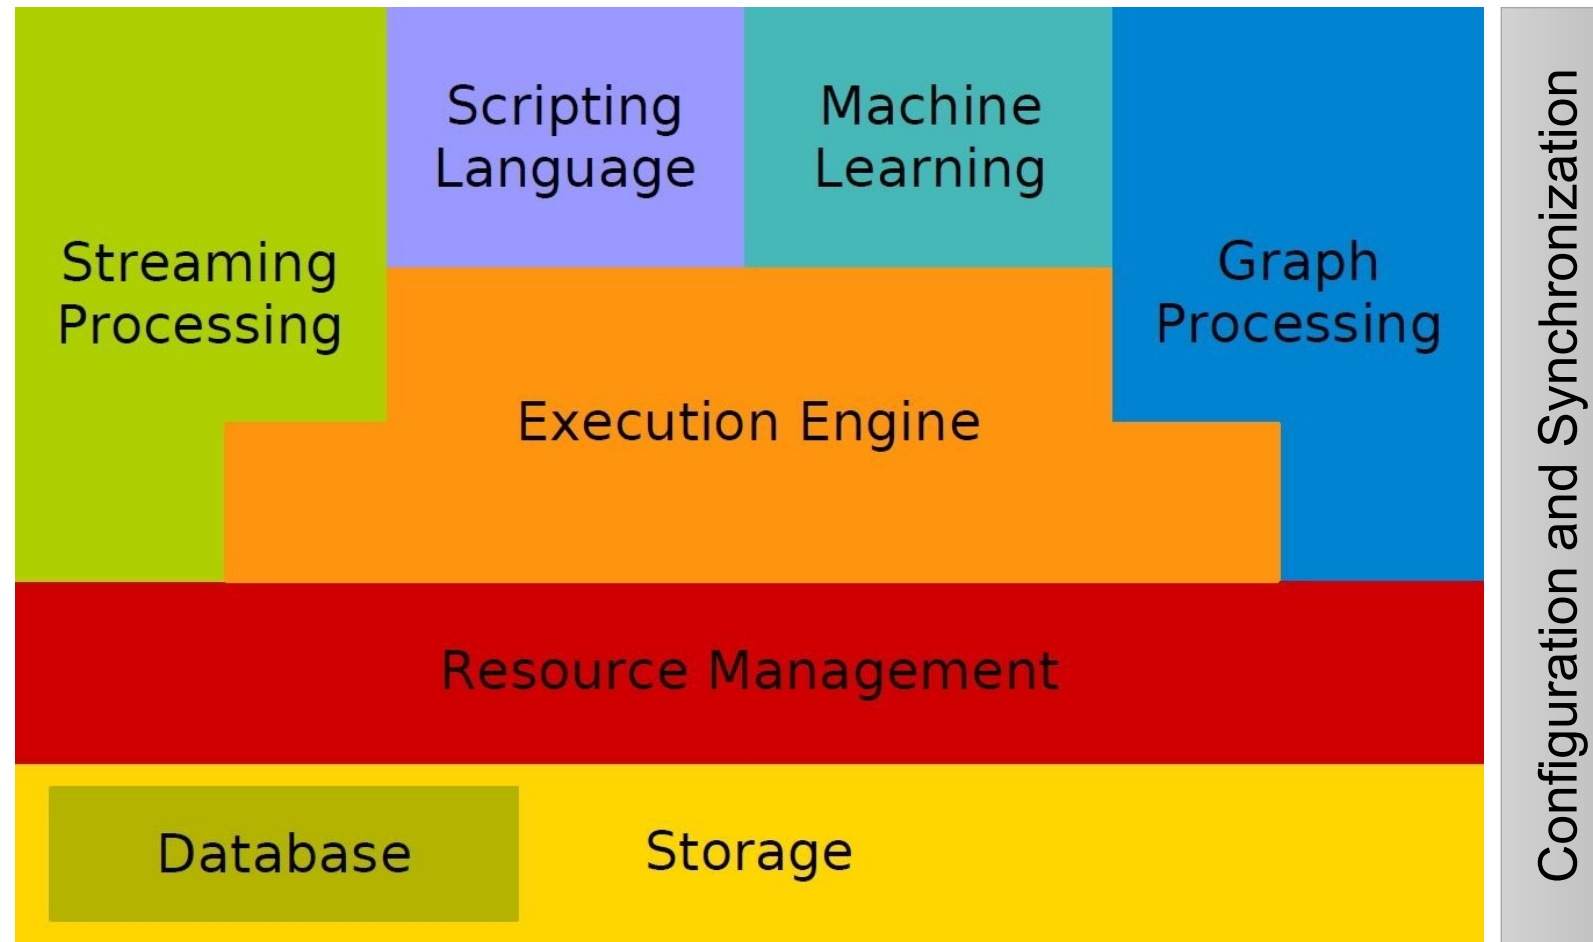 Scripting
Language
Machine
Learning
Streaming
Processing
Graph
Processing
Execution Engine
Resource Management
Database
Storage
Configuration and Synchronization